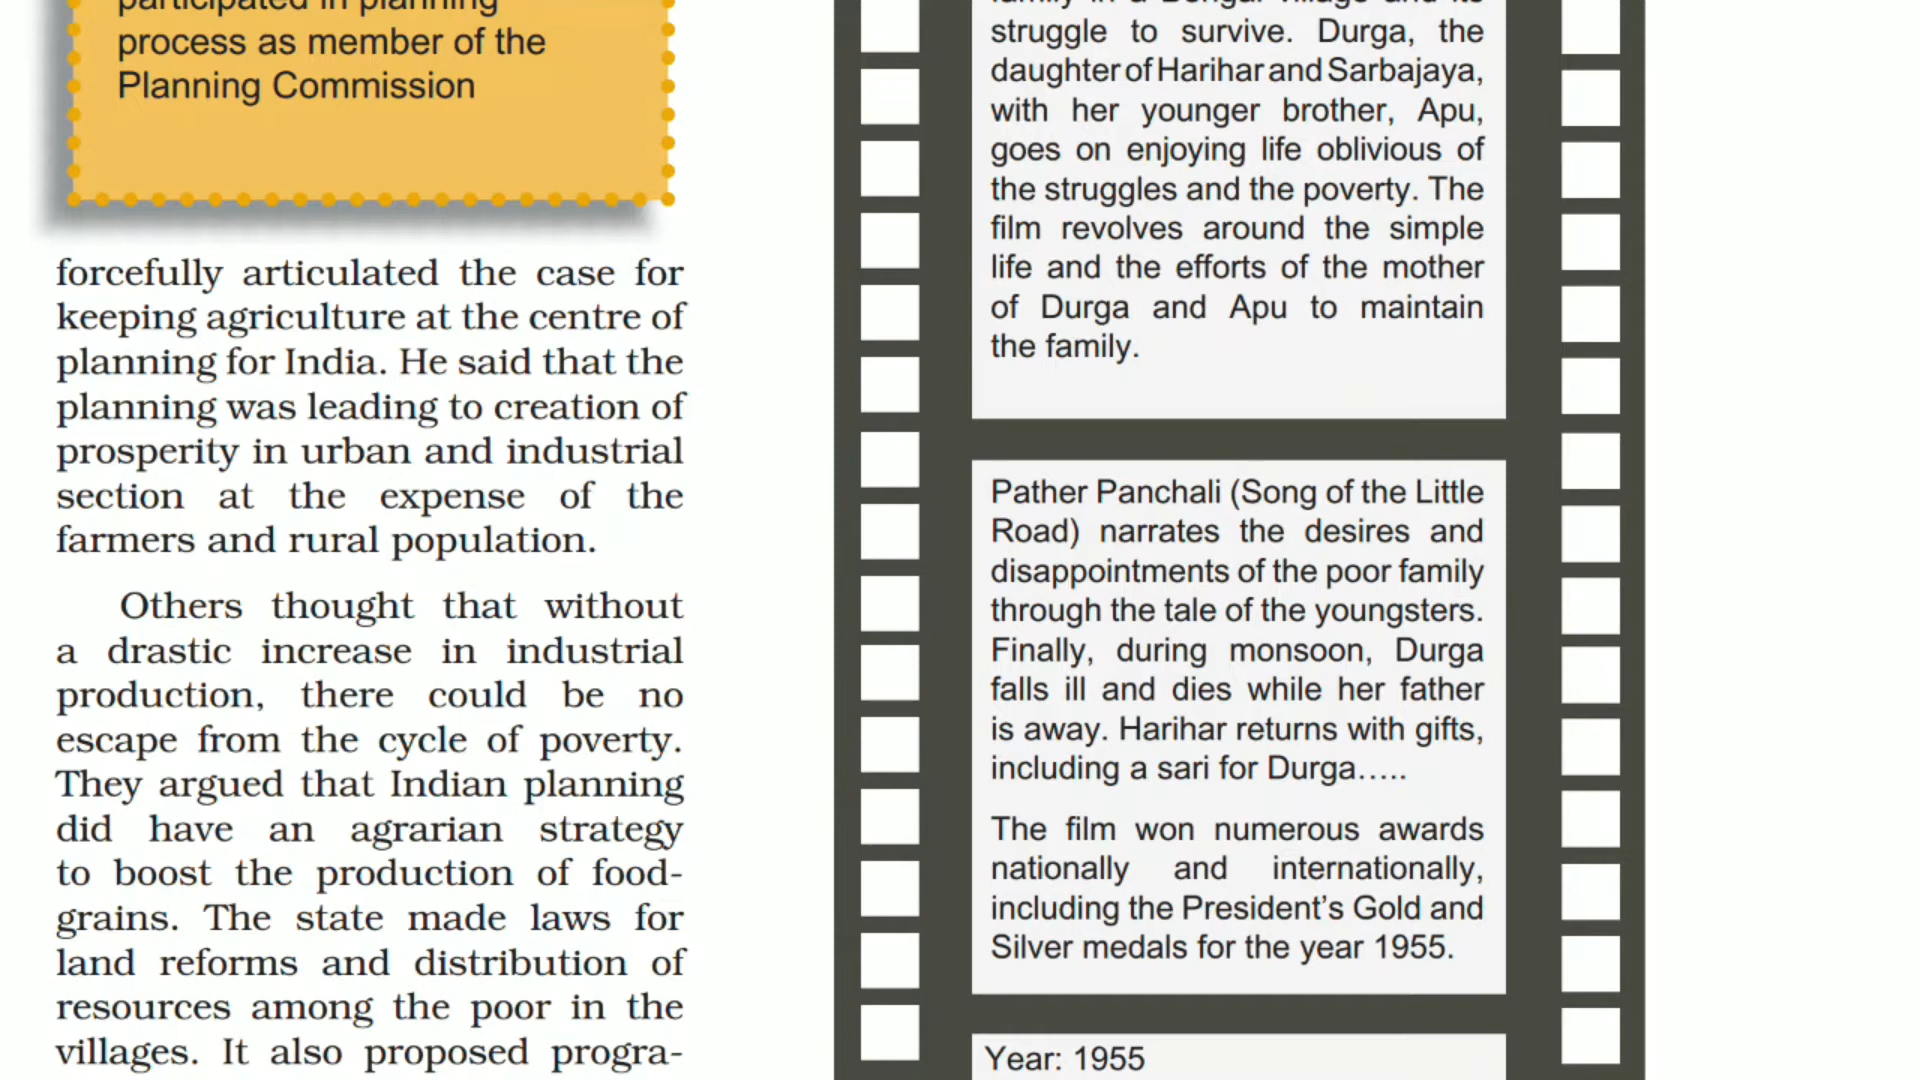 participated in planning
process as member of the
Planning Commission
forcefully articulated the case for
keeping agriculture at the centre of
planning for India. He said that the
planning was leading to creation of
prosperity in urban and industrial
section at the expense of the
farmers and rural population.
Others thought that without
a drastic increase in industrial
production, there could be no
escape from the cycle of poverty.
They argued that Indian planning
did have an agrarian strategy
to boost the production of food-
grains. The state made laws for
land reforms and distribution of
resources among the poor in the
villages. It also proposed progra-
family in a Bengal village and its
struggle to survive. Durga, the
daughter of Harihar and Sarbajaya,
with her younger brother, Apu,
goes on enjoying life oblivious of
the struggles and the poverty. The
film revolves around the simple
life and the efforts of the mother
of Durga and Apu to maintain
the family.
Pather Panchali (Song of the Little
Road) narrates the desires and
disappointments of the poor family
through the tale of the youngsters.
Finally, during monsoon, Durga
falls ill and dies while her father
is away. Harihar returns with gifts,
including a sari for Durga.....
The film won numerous awards
nationally and internationally,
including the President's Gold and
Silver medals for the year 1955.
Year: 1955